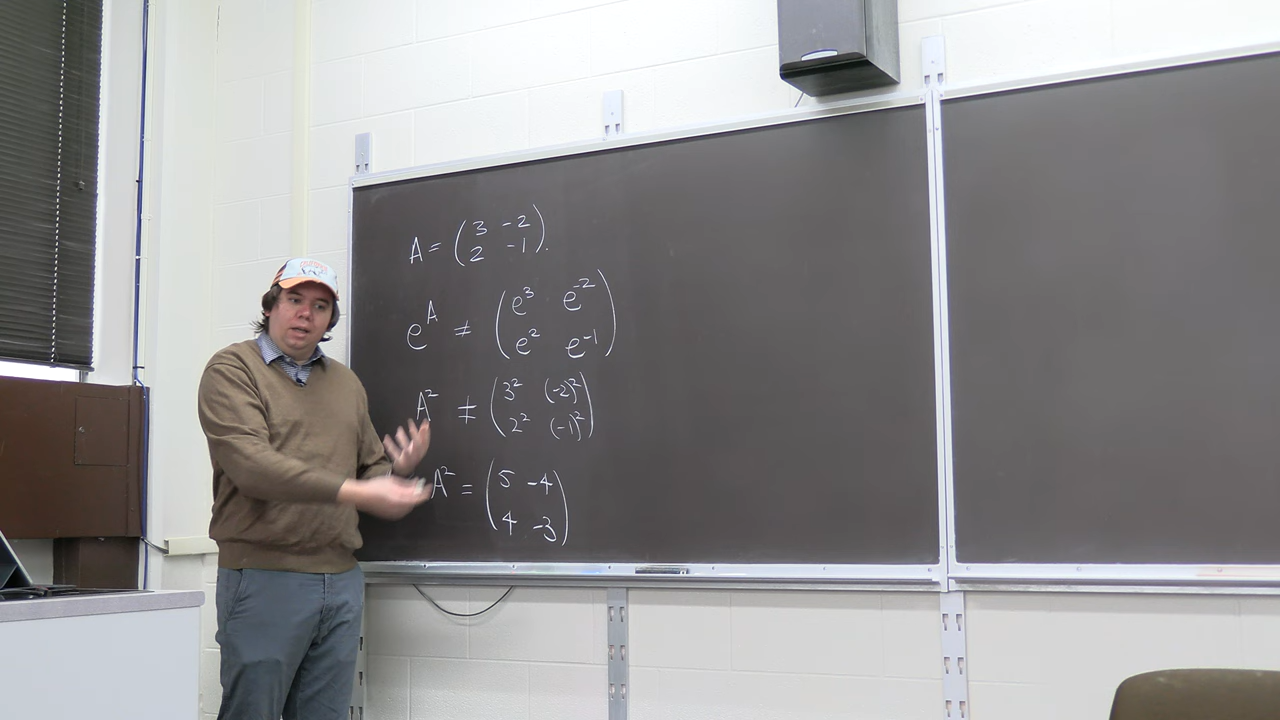 A = ( 3 -2
2 -1 ).
e^A ≠ ( e^3 e^-2
e^2 e^-1 )
A^2 ≠ ( 3^2 (-2)^2
2^2 (-1)^2 )
A^2 = ( 5 -4
4 -3 )